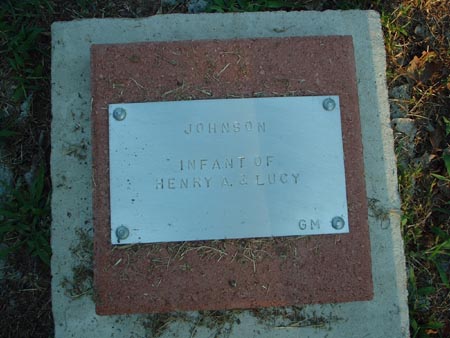 JOHNSON
INFANT OF
HENRY A. & LUCY
GM